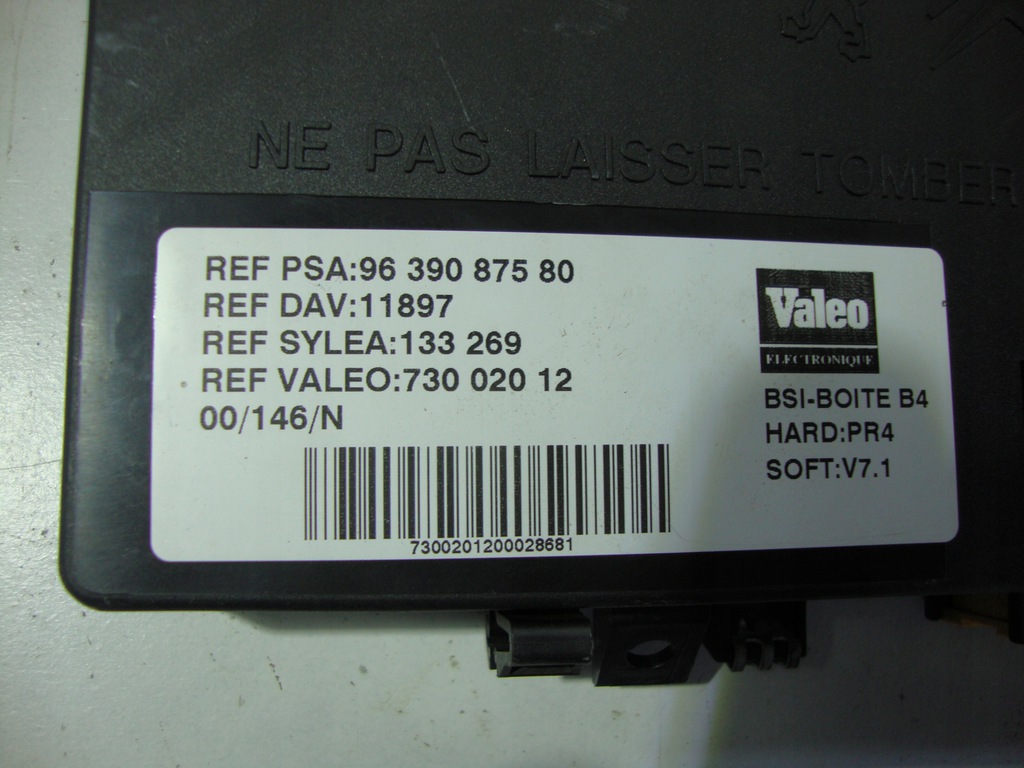 NE PAS LAISSER TOMBER
REF PSA:96 390 875 80
REF DAV:11897
REF SYLEA:133 269
REF VALEO:730 020 12
00/146/N
7300201200028681
Valeo
ELECTRONIQUE
BSI-BOITE B4
HARD:PR4
SOFT:V7.1